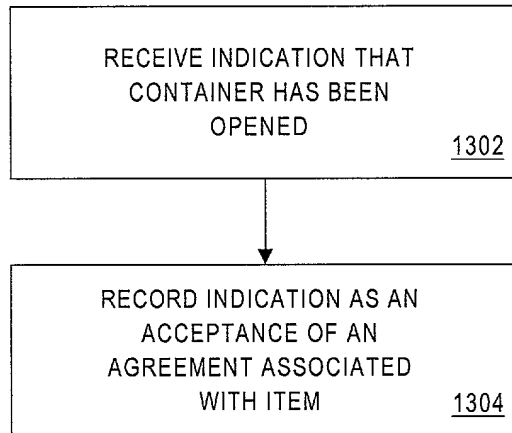 RECEIVE INDICATION THAT
CONTAINER HAS BEEN
OPENED
1302
RECORD INDICATION AS AN
ACCEPTANCE OF AN
AGREEMENT ASSOCIATED
WITH ITEM
1304